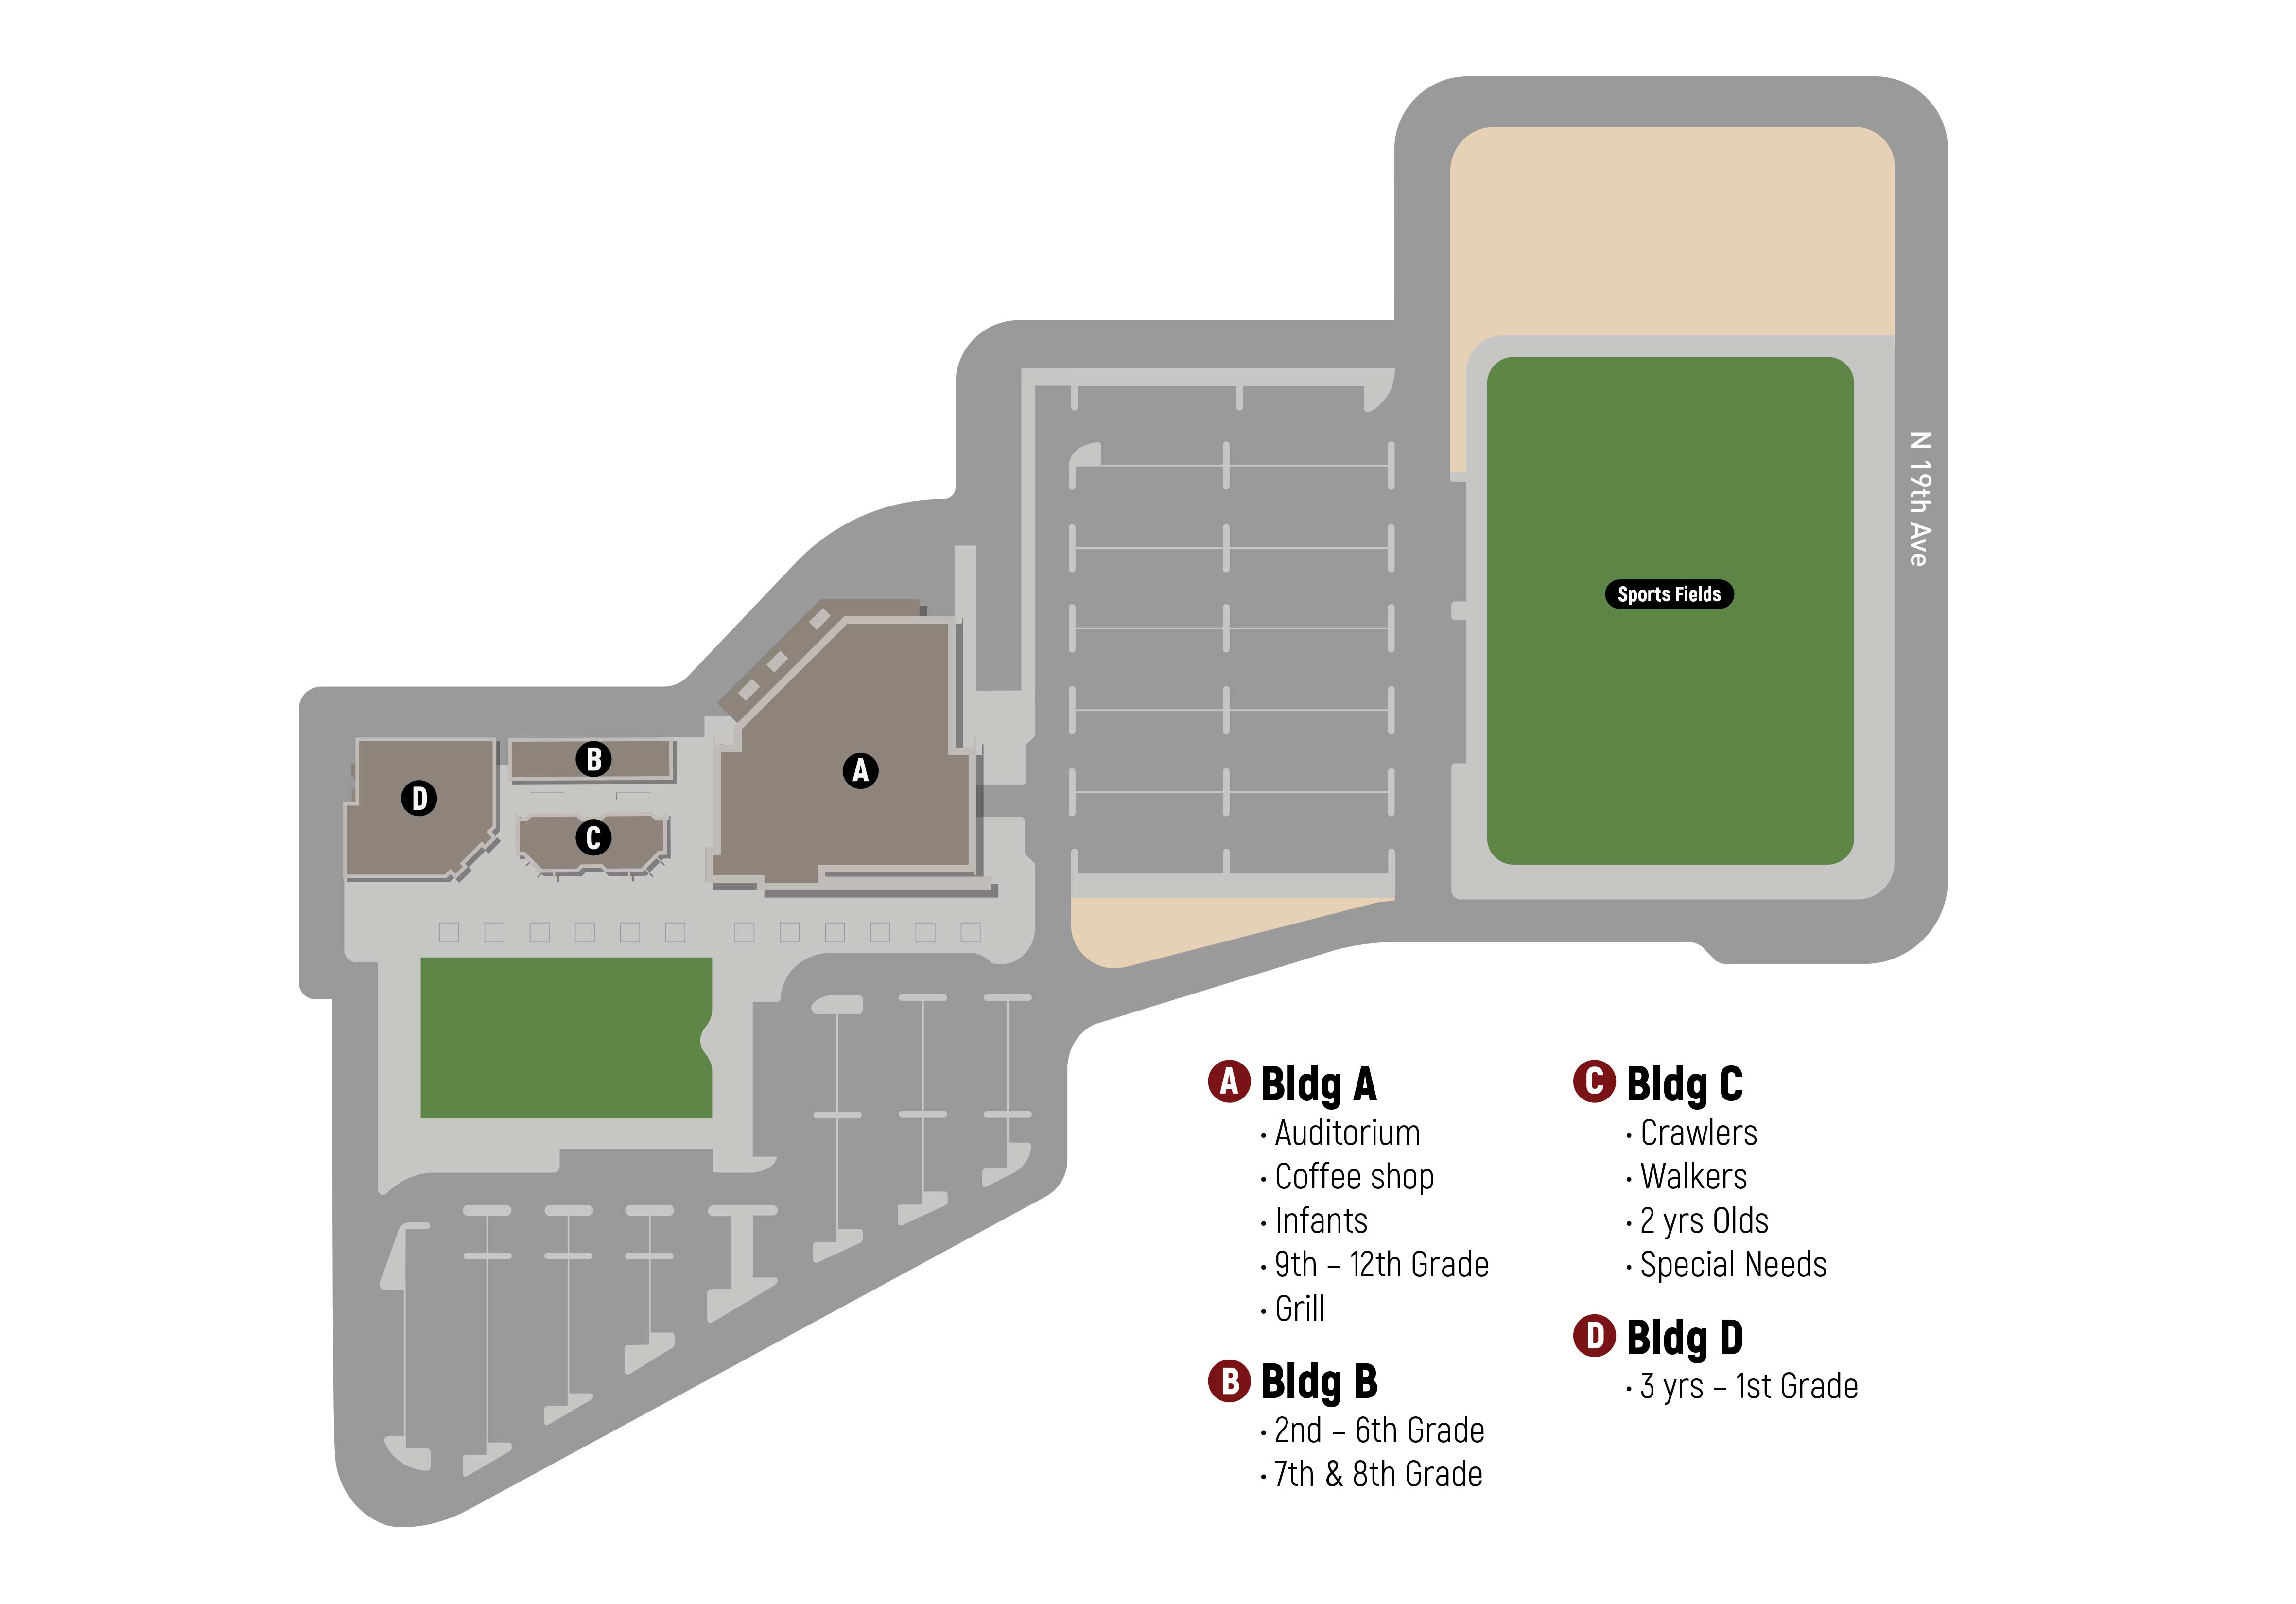 N 19th Ave
Sports Fields
B
A
D
C
A Bldg A
· Auditorium
· Coffee shop
· Infants
· 9th – 12th Grade
· Grill
B Bldg B
· 2nd – 6th Grade
· 7th & 8th Grade
C Bldg C
· Crawlers
· Walkers
· 2 yrs Olds
· Special Needs
D Bldg D
· 3 yrs – 1st Grade